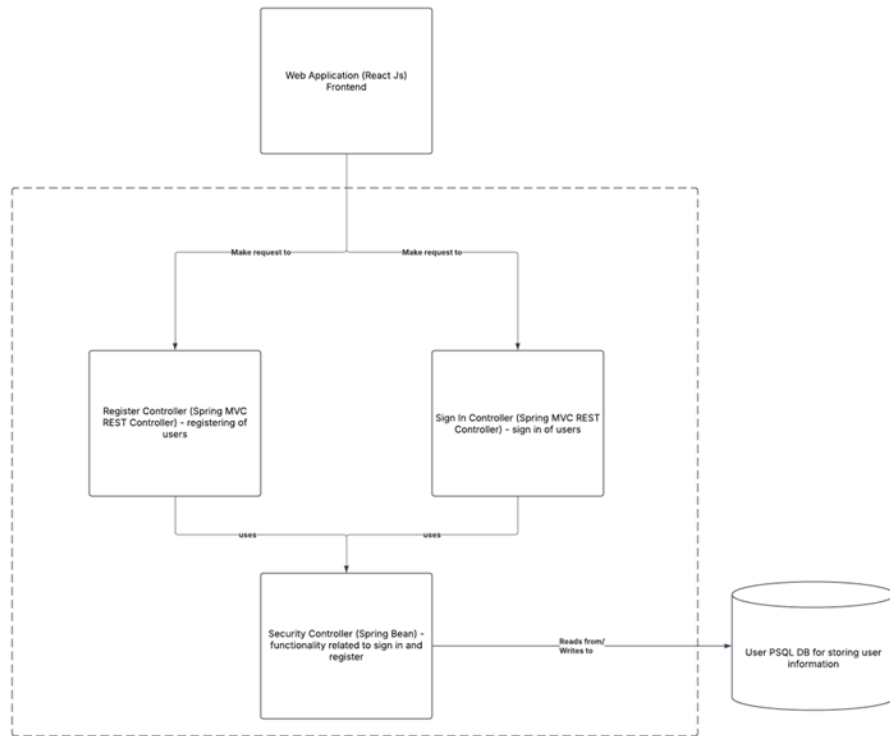 Web Application (React Js)
Frontend
Make request to
Make request to
Register Controller (Spring MVC
REST Controller) - registering of
users
Sign In Controller (Spring MVC REST
Controller) - sign in of users
uses
uses
Security Controller (Spring Bean) -
functionality related to sign in and
register
Reads from/
Writes to
User PSQL DB for storing user
information